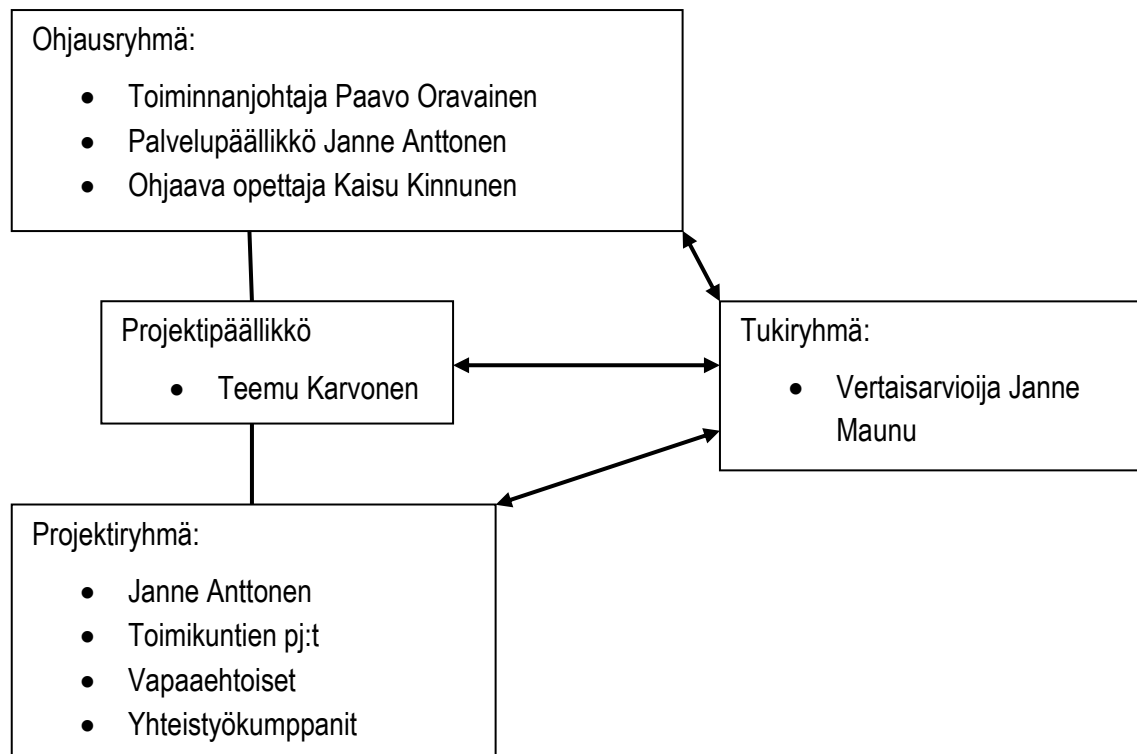 Ohjausryhmä:
• Toiminnanjohtaja Paavo Oravainen
• Palvelupäällikkö Janne Anttonen
• Ohjaava opettaja Kaisu Kinnunen
Projektipäällikkö
• Teemu Karvonen
Tukiryhmä:
• Vertaisarvioija Janne
Maunu
Projektiryhmä:
• Janne Anttonen
• Toimikuntien pj:t
• Vapaaehtoiset
• Yhteistyökumppanit